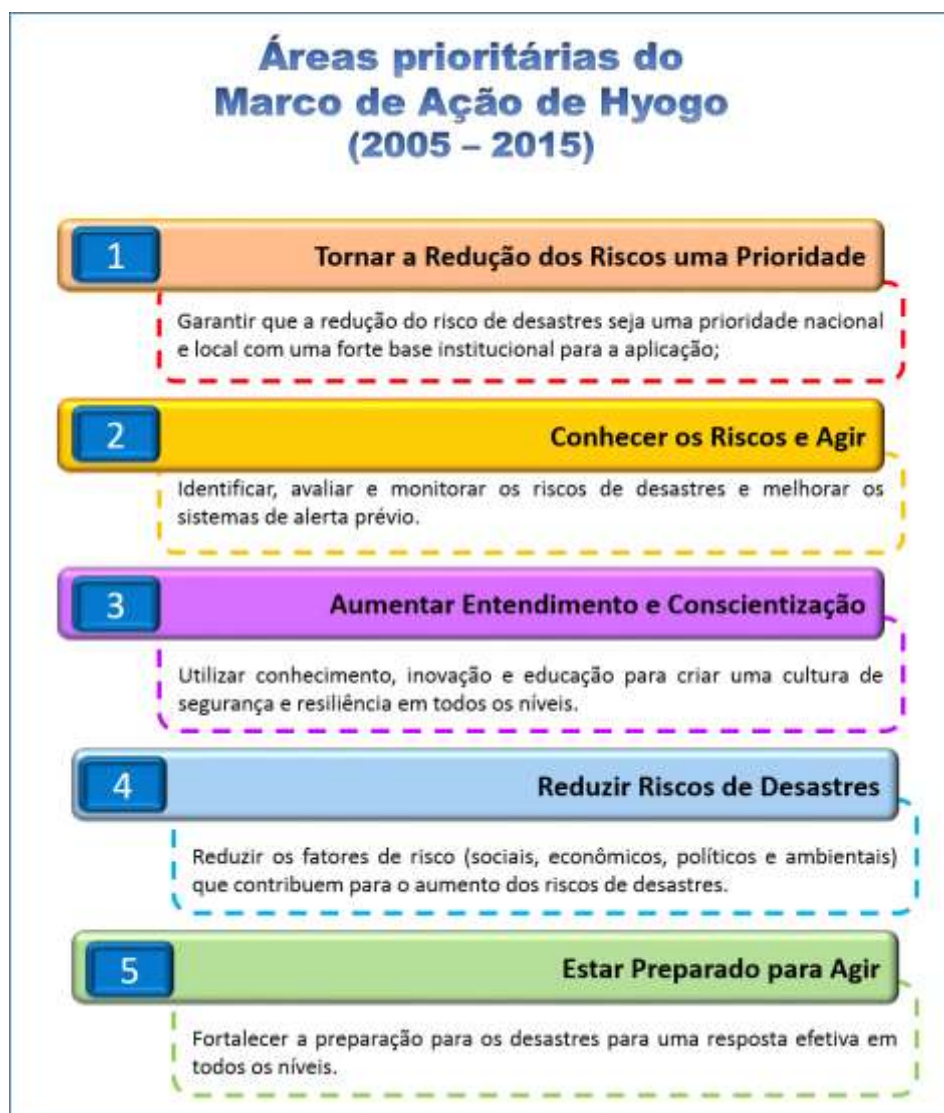 Áreas prioritárias do
Marco de Ação de Hyogo
(2005 – 2015)
1
Tornar a Redução dos Riscos uma Prioridade
Garantir que a redução do risco de desastres seja uma prioridade nacional
e local com uma forte base institucional para a aplicação;
2
Conhecer os Riscos e Agir
Identificar, avaliar e monitorar os riscos de desastres e melhorar os
sistemas de alerta prévio.
3
Aumentar Entendimento e Conscientização
Utilizar conhecimento, inovação e educação para criar uma cultura de
segurança e resiliência em todos os níveis.
4
Reduzir Riscos de Desastres
Reduzir os fatores de risco (sociais, econômicos, políticos e ambientais)
que contribuem para o aumento dos riscos de desastres.
5
Estar Preparado para Agir
Fortalecer a preparação para os desastres para uma resposta efetiva em
todos os níveis.